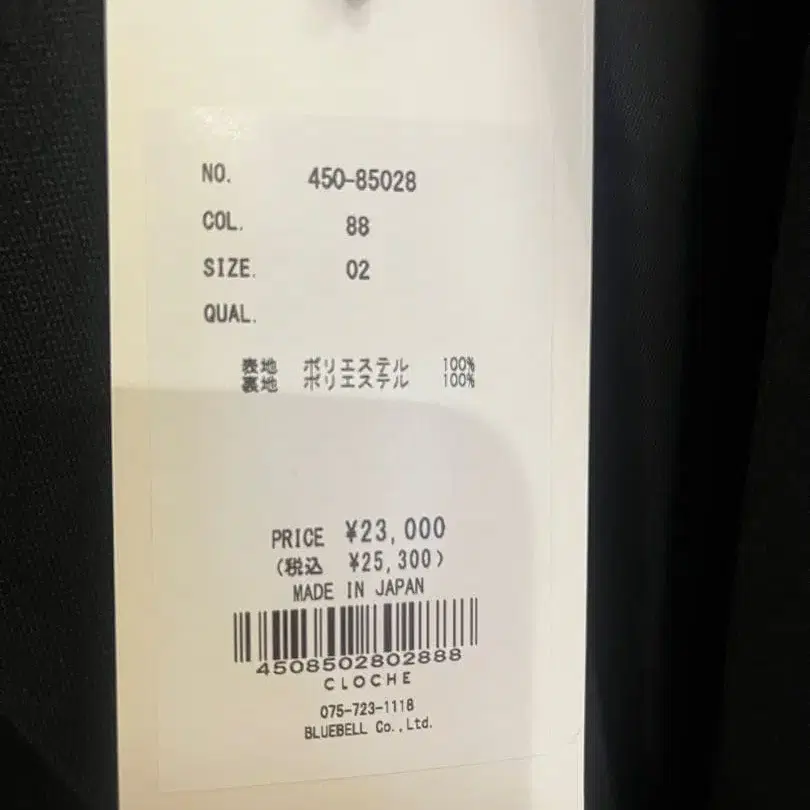 NO. 450-85028
COL. 88
SIZE. 02
QUAL.
表地 ポリエステル 100%
裏地 ポリエステル 100%
PRICE ¥23,000
(税込 ¥25,300)
MADE IN JAPAN
4508502802888
CLOCHE
075-723-1118
BLUEBELL Co.,Ltd.